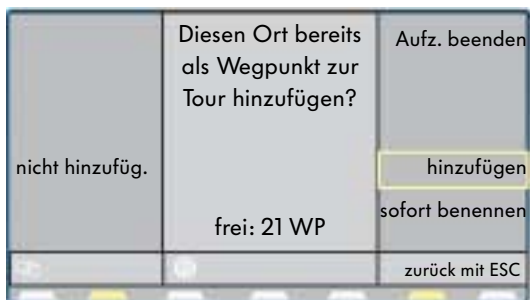 Diesen Ort bereits
als Wegpunkt zur
Tour hinzufügen?
Aufz. beenden
nicht hinzufüg.
hinzufügen
sofort benennen
frei: 21 WP
zurück mit ESC